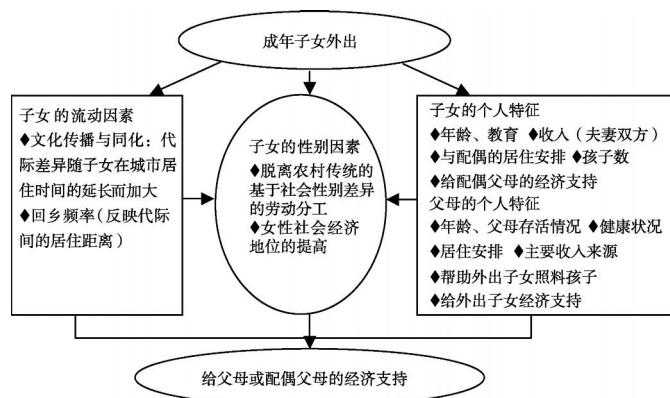 成年子女外出
子女的流动因素
◆文化传播与同化：代
际差异随子女在城市居
住时间的延长而加大
◆回乡频率(反映代际
间的居住距离)
子女的性别因素
◆脱离农村传统的
基于社会性别差异
的劳动分工
◆女性社会经济
地位的提高
子女的个人特征
◆年龄、教育 ◆收入（夫妻双方）
◆与配偶的居住安排 ◆孩子数
◆给配偶父母的经济支持
父母的个人特征
◆年龄、父母存活情况 ◆健康状况
◆居住安排 ◆主要收入来源
◆帮助外出子女照料孩子
◆给外出子女经济支持
给父母或配偶父母的经济支持